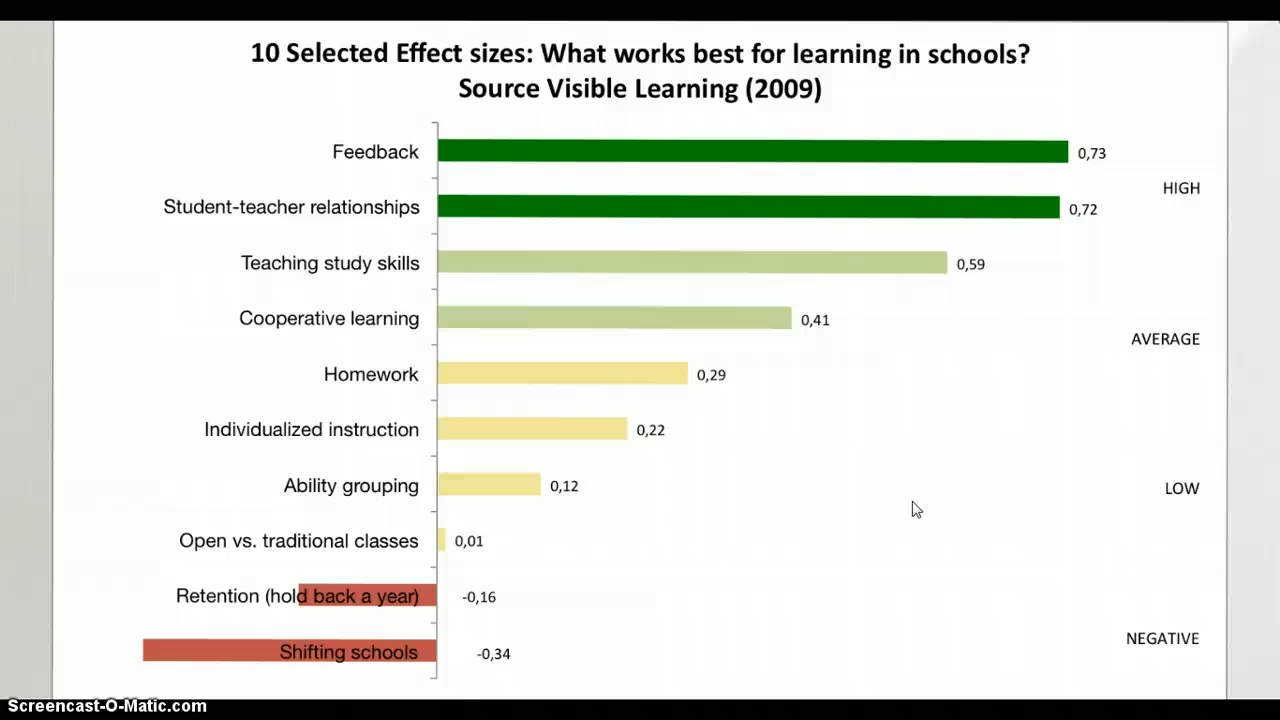 10 Selected Effect sizes: What works best for learning in schools?
Source Visible Learning (2009)
Feedback 0,73
HIGH
Student-teacher relationships 0,72
Teaching study skills 0,59
Cooperative learning 0,41
AVERAGE
Homework 0,29
Individualized instruction 0,22
Ability grouping 0,12
LOW
Open vs. traditional classes 0,01
Retention (hold back a year) -0,16
NEGATIVE
Shifting schools -0,34
Screencast-O-Matic.com